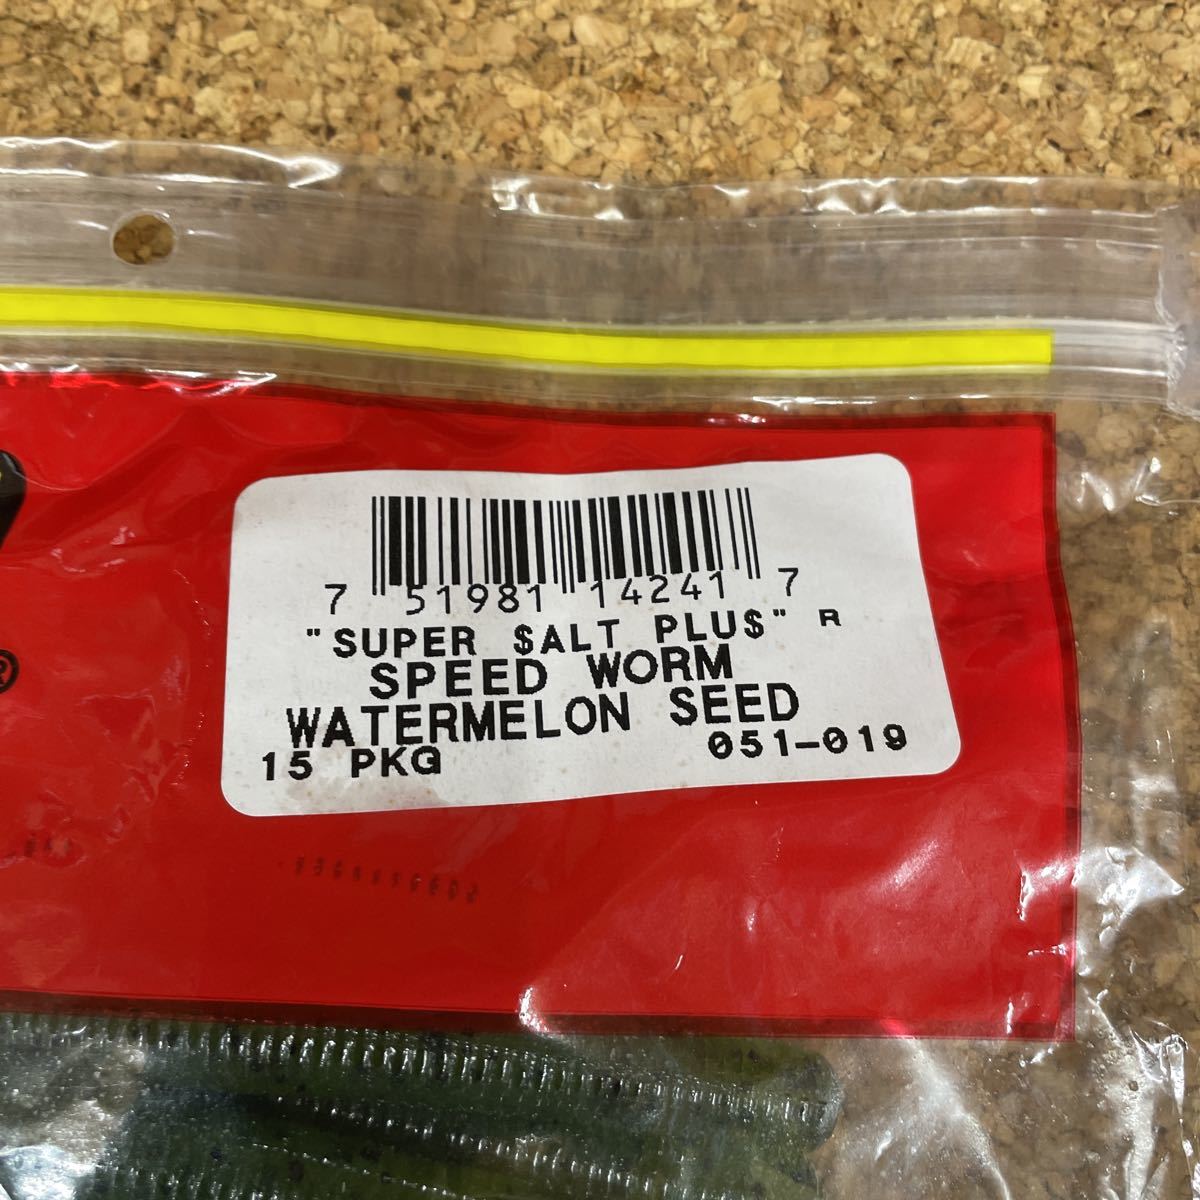 7 51981 14241 7
"SUPER $ALT PLU$" R
SPEED WORM
WATERMELON SEED
15 PKG 051-019
®